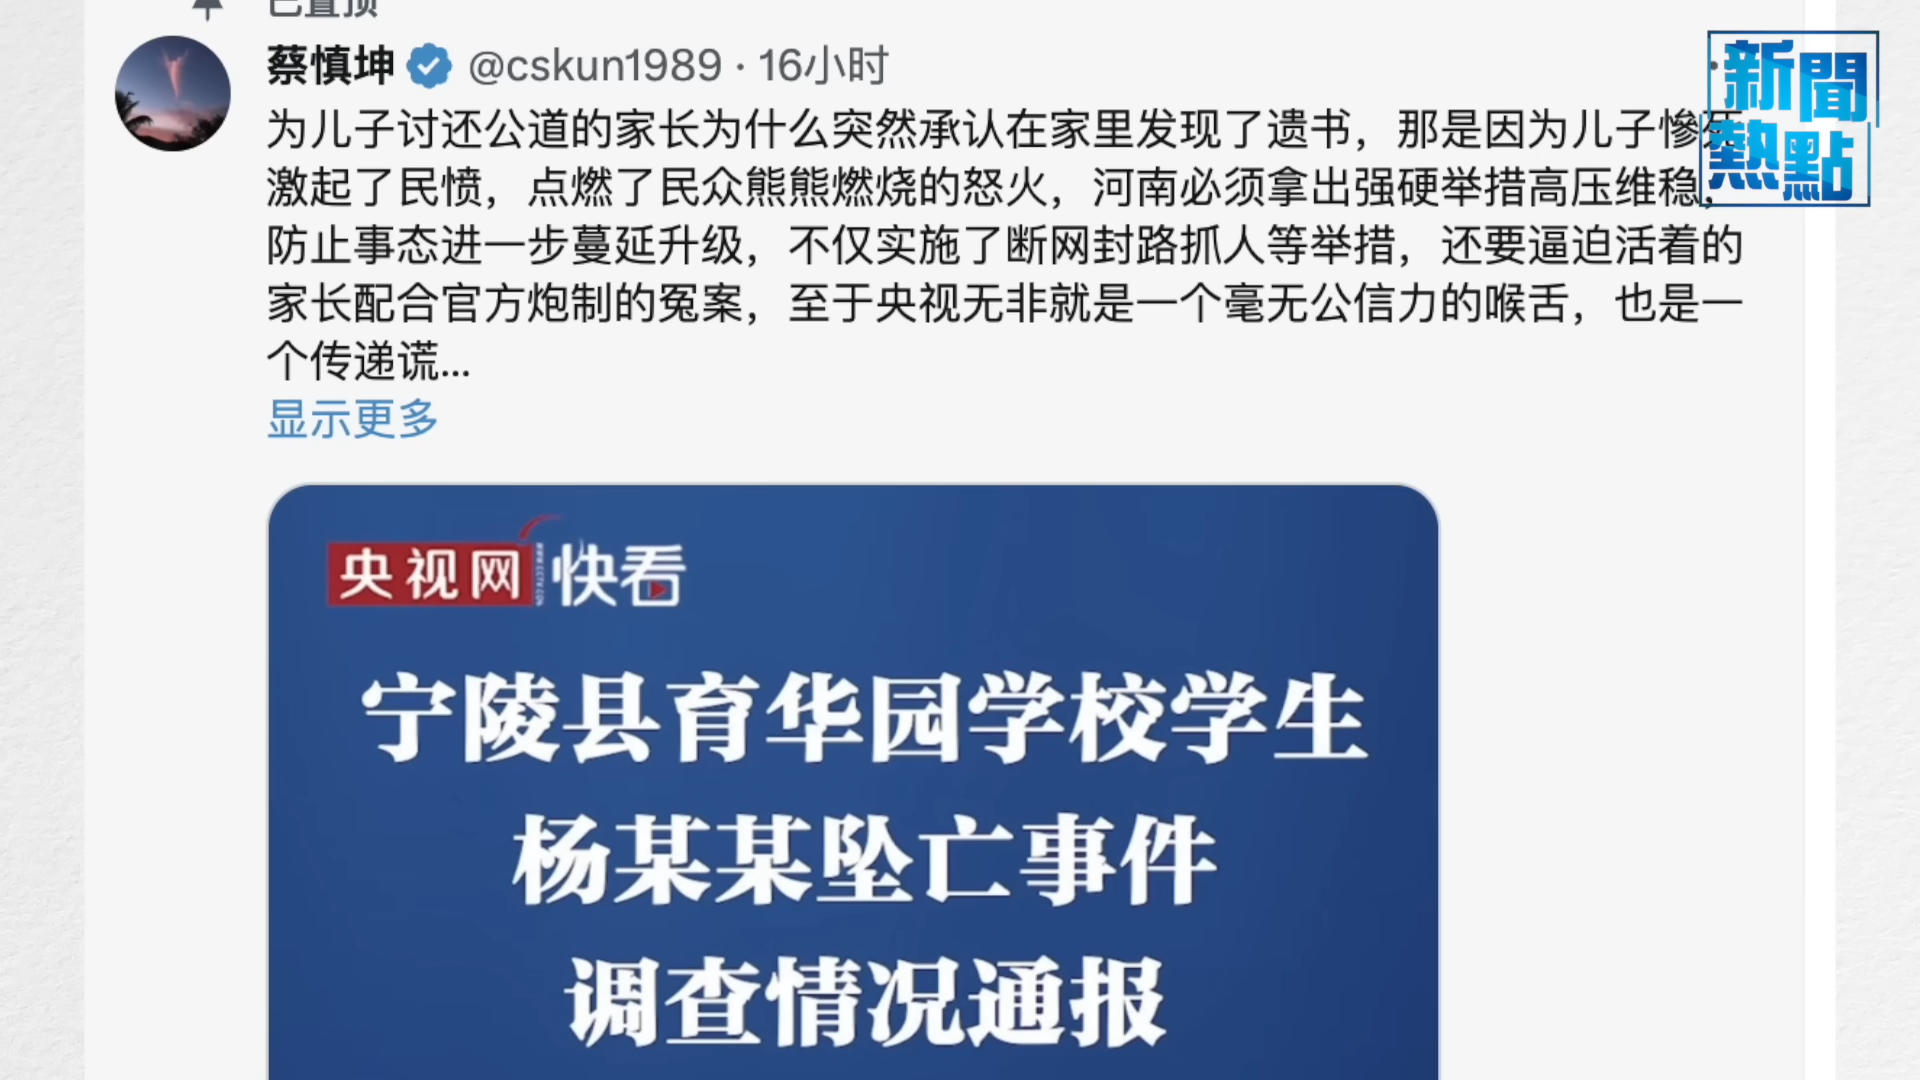 已置顶
蔡慎坤 @cskun1989 · 16小时
新聞
熱點
为儿子讨还公道的家长为什么突然承认在家里发现了遗书，那是因为儿子惨死
激起了民愤，点燃了民众熊熊燃烧的怒火，河南必须拿出强硬举措高压维稳，
防止事态进一步蔓延升级，不仅实施了断网封路抓人等举措，还要逼迫活着的
家长配合官方炮制的冤案，至于央视无非就是一个毫无公信力的喉舌，也是一
个传递谎...
显示更多
央视网 快看
宁陵县育华园学校学生
杨某某坠亡事件
调查情况通报